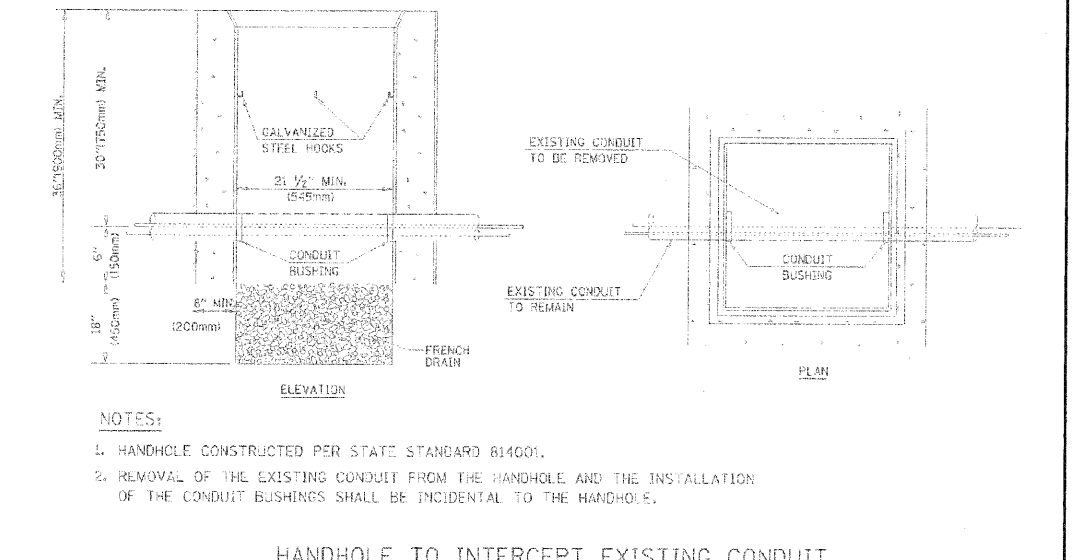 36"(900mm) MIN.
30"(750mm) MIN.
GALVANIZED
STEEL HOOKS
21 1/2" MIN.
(545mm)
6"
(150mm)
CONDUIT
BUSHING
8" MIN.
(200mm)
18"
(450mm)
FRENCH
DRAIN
ELEVATION
EXISTING CONDUIT
TO BE REMOVED
CONDUIT
BUSHING
EXISTING CONDUIT
TO REMAIN
PLAN
NOTES:
1. HANDHOLE CONSTRUCTED PER STATE STANDARD 814001.
2. REMOVAL OF THE EXISTING CONDUIT FROM THE HANDHOLE AND THE INSTALLATION
OF THE CONDUIT BUSHINGS SHALL BE INCIDENTAL TO THE HANDHOLE.
HANDHOLE TO INTERCEPT EXISTING CONDUIT